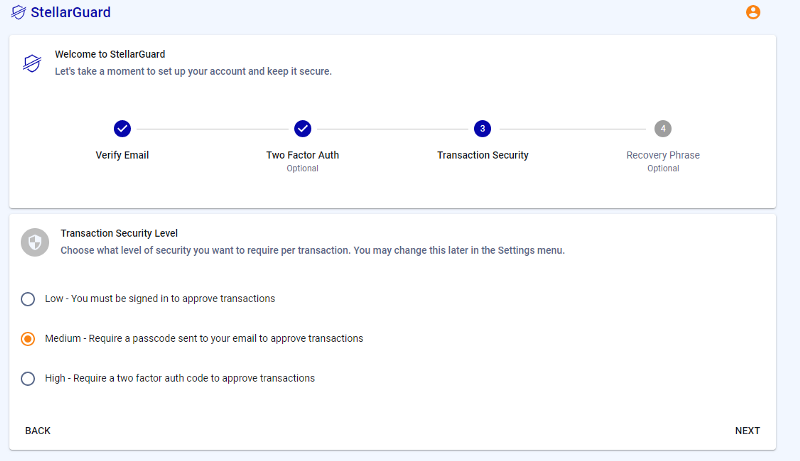 StellarGuard
Welcome to StellarGuard
Let's take a moment to set up your account and keep it secure.
3
4
Verify Email
Two Factor Auth
Transaction Security
Recovery Phrase
Optional
Optional
Transaction Security Level
Choose what level of security you want to require per transaction. You may change this later in the Settings menu.
Low - You must be signed in to approve transactions
Medium - Require a passcode sent to your email to approve transactions
High - Require a two factor auth code to approve transactions
BACK
NEXT